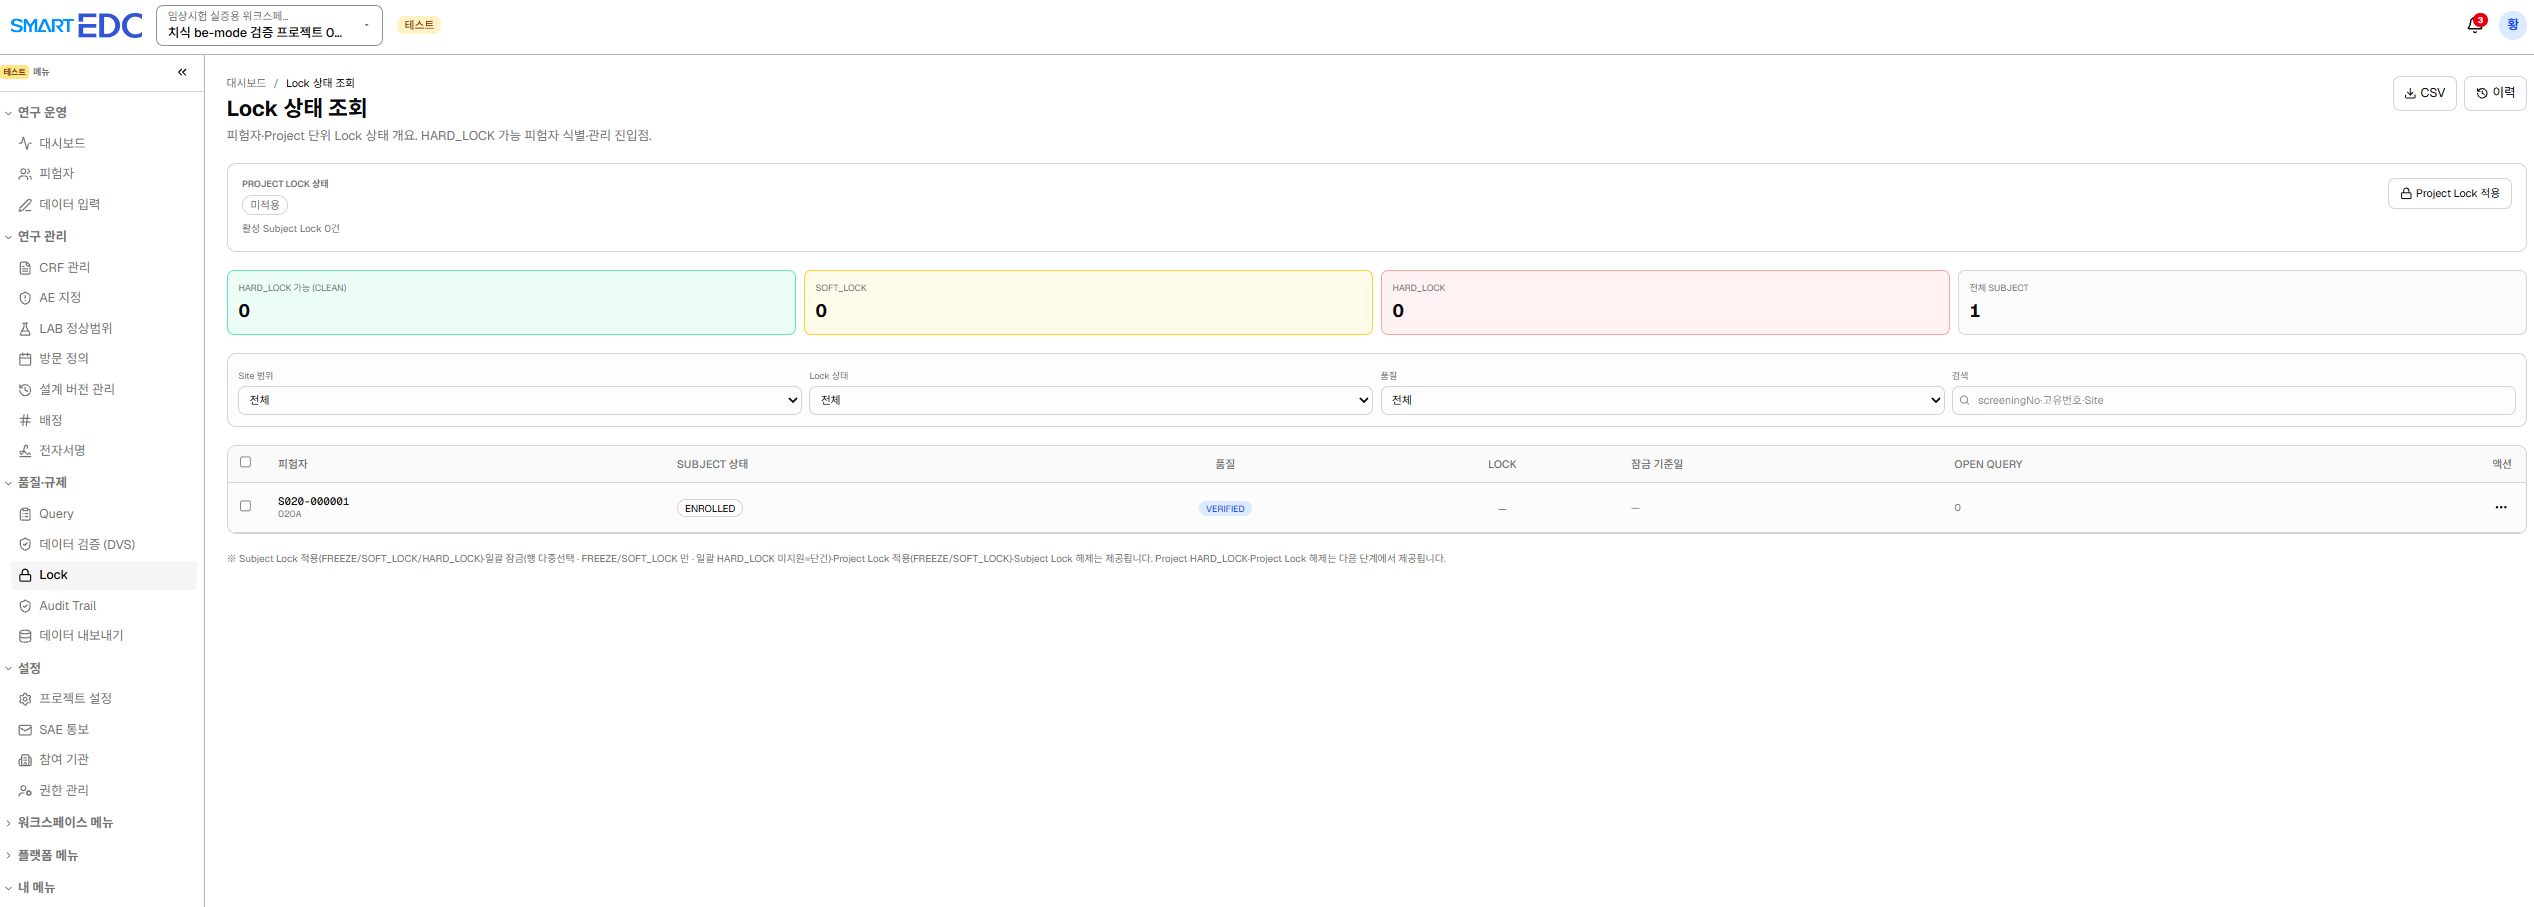 SMART EDC
임상시험 실증용 워크스페...
치식 be-mode 검증 프로젝트 0...
테스트
3
황
테스트 메뉴
연구 운영
대시보드
피험자
데이터 입력
연구 관리
CRF 관리
AE 지정
LAB 정상범위
방문 정의
설계 버전 관리
배정
전자서명
품질·규제
Query
데이터 검증 (DVS)
Lock
Audit Trail
데이터 내보내기
설정
프로젝트 설정
SAE 통보
참여 기관
권한 관리
워크스페이스 메뉴
플랫폼 메뉴
내 메뉴
대시보드 / Lock 상태 조회
Lock 상태 조회
피험자·Project 단위 Lock 상태 개요. HARD_LOCK 가능 피험자 식별·관리 진입점.
CSV
이력
PROJECT LOCK 상태
미적용
활성 Subject Lock 0건
Project Lock 적용
HARD_LOCK 가능 (CLEAN)
0
SOFT_LOCK
0
HARD_LOCK
0
전체 SUBJECT
1
Site 범위
전체
Lock 상태
전체
품질
전체
검색
screeningNo·고유번호·Site
피험자 SUBJECT 상태 품질 LOCK 잠금 기준일 OPEN QUERY 액션
S020-000001
020A
ENROLLED
VERIFIED
—
—
0
···
※ Subject Lock 적용(FREEZE/SOFT_LOCK/HARD_LOCK)·일괄 잠금(행 다중선택 · FREEZE/SOFT_LOCK 만 · 일괄 HARD_LOCK 미지원=단건)·Project Lock 적용(FREEZE/SOFT_LOCK)·Subject Lock 해제는 제공됩니다. Project HARD_LOCK·Project Lock 해제는 다음 단계에서 제공됩니다.